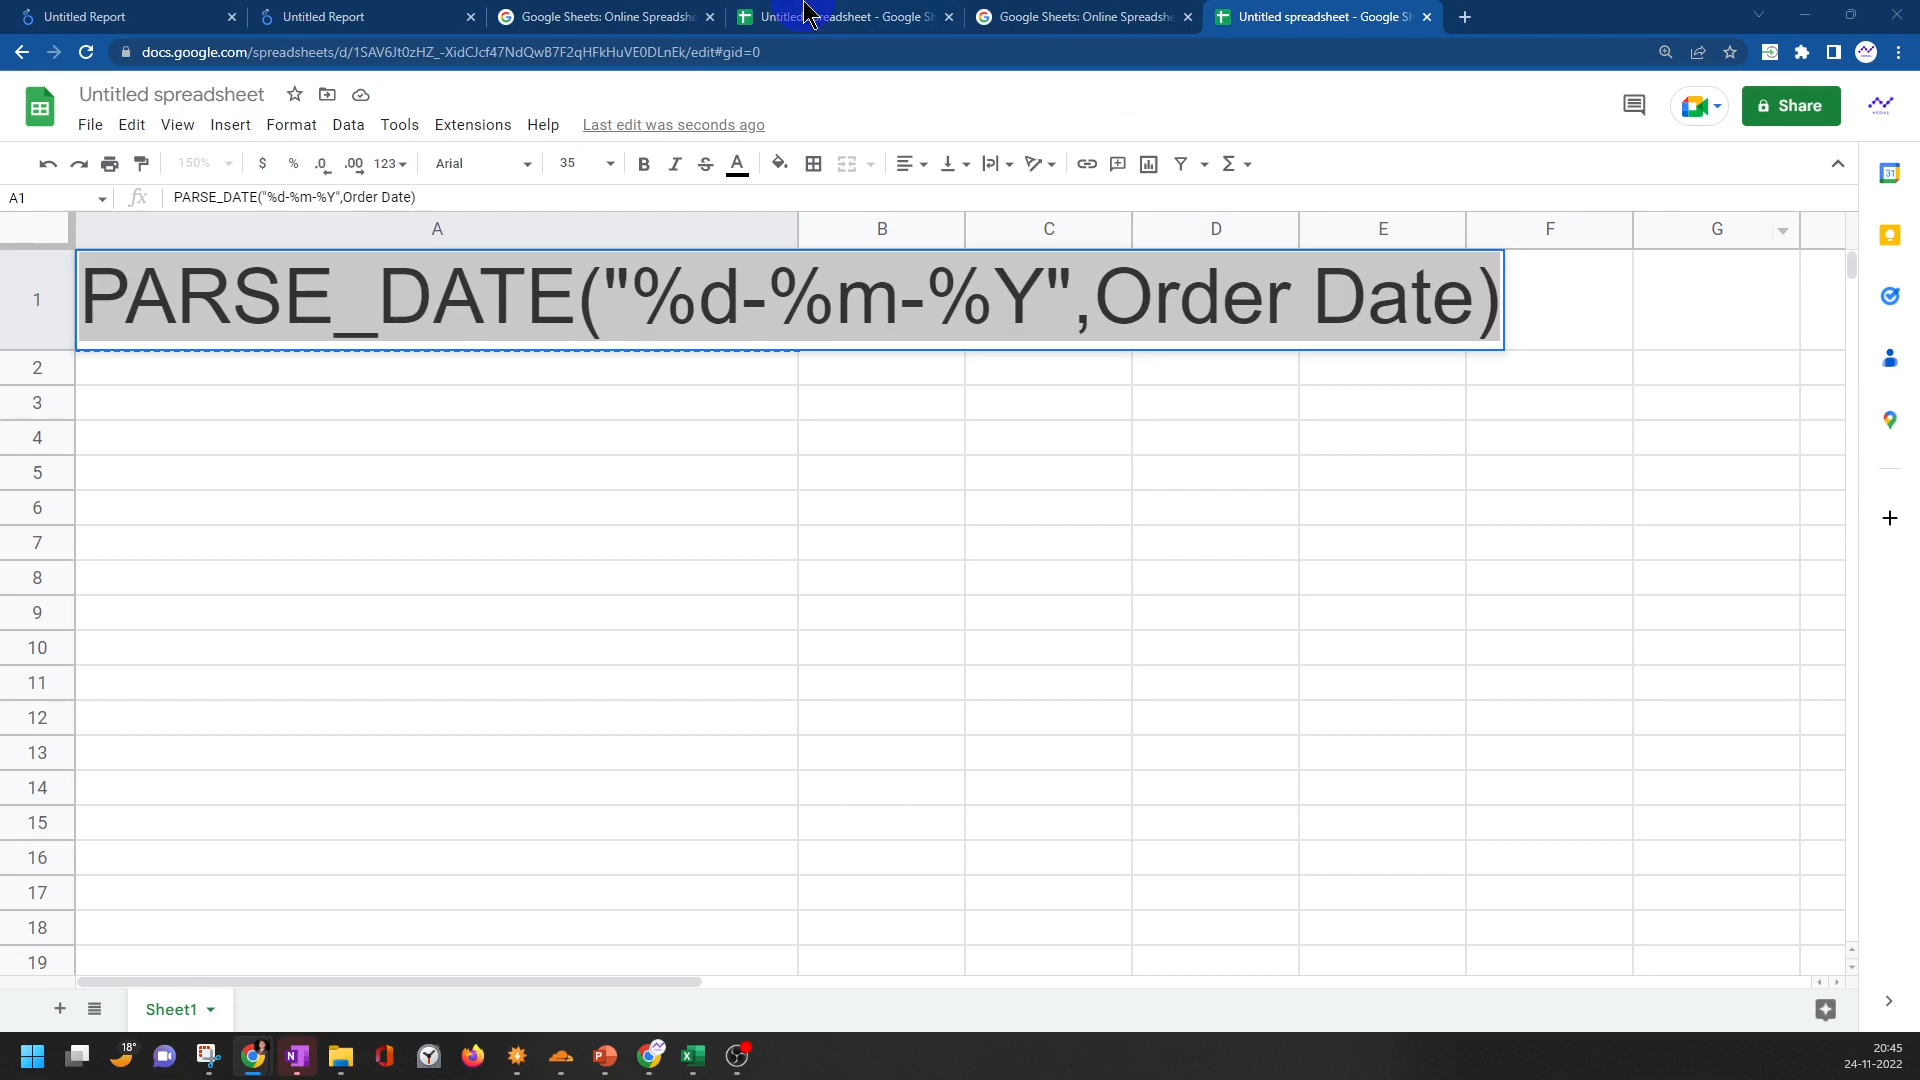 Untitled Report
Untitled Report
Google Sheets: Online Spreadshe
Google Sh
Google Sheets: Online Spreadshe
Untitled spreadsheet - Google Sh
docs.google.com/spreadsheets/d/1SAV6Jt0zHZ_-XidCJcf47NdQwB7F2qHFkHuVE0DLnEk/edit#gid=0
Untitled spreadsheet
File Edit View Insert Format Data Tools Extensions Help Last edit was seconds ago
Share
150% $ % .0 .00 123 Arial 35 B I S A Σ
31
A1 fx PARSE_DATE("%d-%m-%Y",Order Date)
A B C D E F G
1 PARSE_DATE("%d-%m-%Y",Order Date)
2
3
4
5
6
7
8
9
10
11
12
13
14
15
16
17
18
19
Sheet1
18°
20:45
24-11-2022